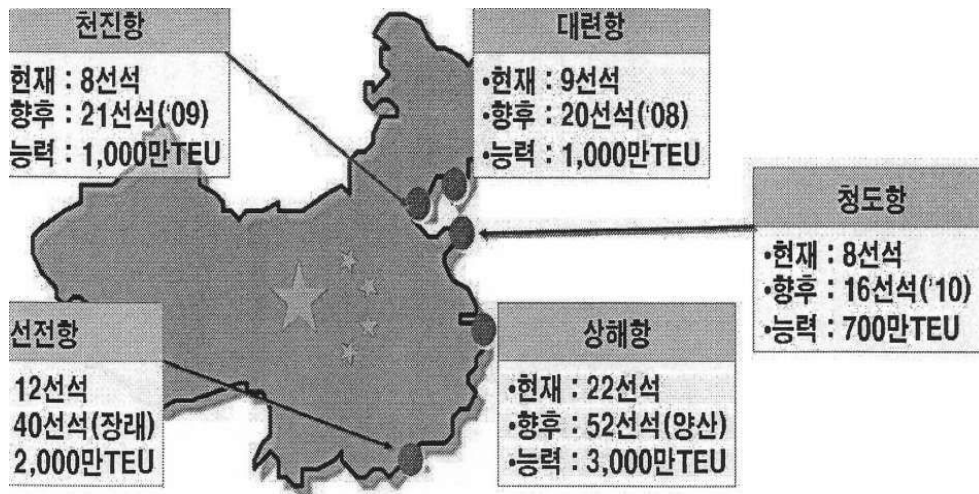 천진항
현재 : 8선석
향후 : 21선석('09)
능력 : 1,000만TEU
대련항
•현재 : 9선석
•향후 : 20선석('08)
•능력 : 1,000만TEU
청도항
•현재 : 8선석
•향후 : 16선석('10)
•능력 : 700만TEU
선전항
12선석
40선석(장래)
2,000만TEU
상해항
•현재 : 22선석
•향후 : 52선석(양산)
•능력 : 3,000만TEU